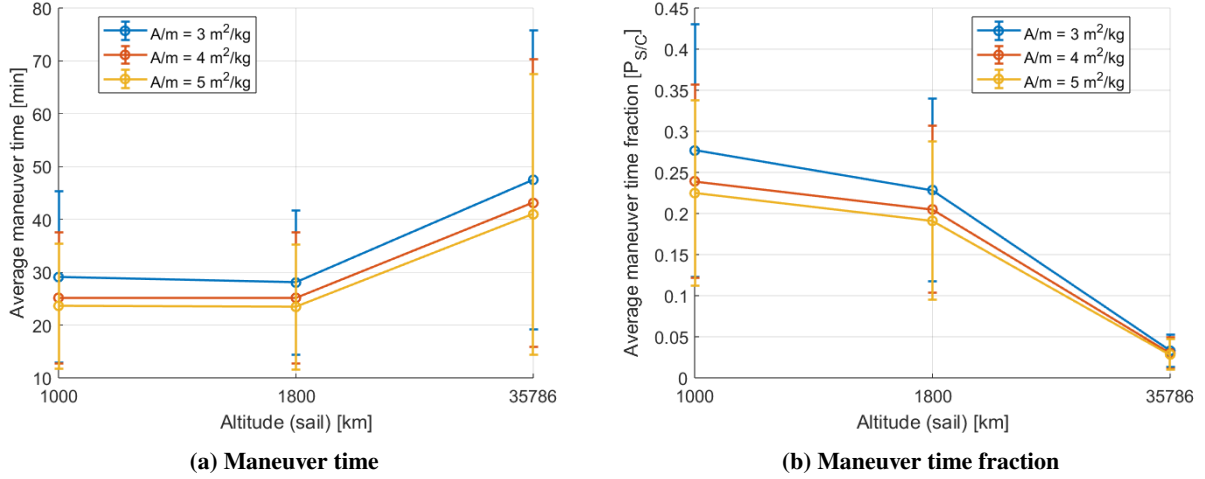 80
70
60
50
40
30
20
10
Average maneuver time [min]
A/m = 3 m²/kg
A/m = 4 m²/kg
A/m = 5 m²/kg
1000
1800
35786
Altitude (sail) [km]
(a) Maneuver time
0.45
0.4
0.35
0.3
0.25
0.2
0.15
0.1
0.05
0
Average maneuver time fraction [P_S/C]
A/m = 3 m²/kg
A/m = 4 m²/kg
A/m = 5 m²/kg
1000
1800
35786
Altitude (sail) [km]
(b) Maneuver time fraction